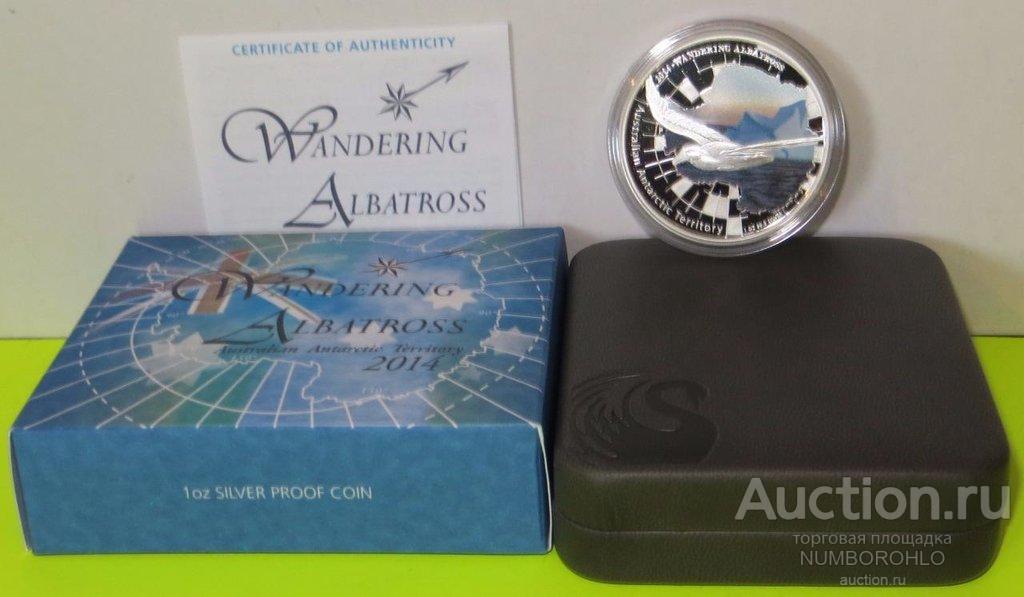 CERTIFICATE OF AUTHENTICITY
WANDERING
ALBATROSS
2014 • WANDERING ALBATROSS
Australian Antarctic Territory
WANDERING
ALBATROSS
Australian Antarctic Territory
2014
1oz SILVER PROOF COIN
Auction.ru
торговая площадка
NUMBOROHLO
auction.ru